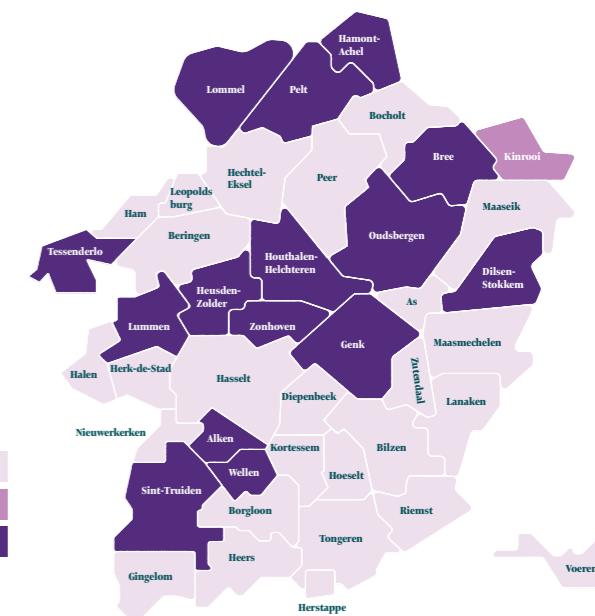 Hamont-
Achel
Lommel
Pelt
Bocholt
Bree
Kinrooi
Hechtel-
Eksel
Peer
Leopolds
burg
Ham
Maaseik
Beringen
Oudsbergen
Tessenderlo
Houthalen-
Helchteren
Dilsen-
Stokkem
Heusden-
Zolder
As
Lummen
Zonhoven
Genk
Maasmechelen
Halen
Herk-de-Stad
Hasselt
Zutendaal
Diepenbeek
Lanaken
Nieuwerkerken
Alken
Kortessem
Bilzen
Wellen
Hoeselt
Sint-Truiden
Borgloon
Riemst
Tongeren
Heers
Gingelom
Voeren
Herstappe